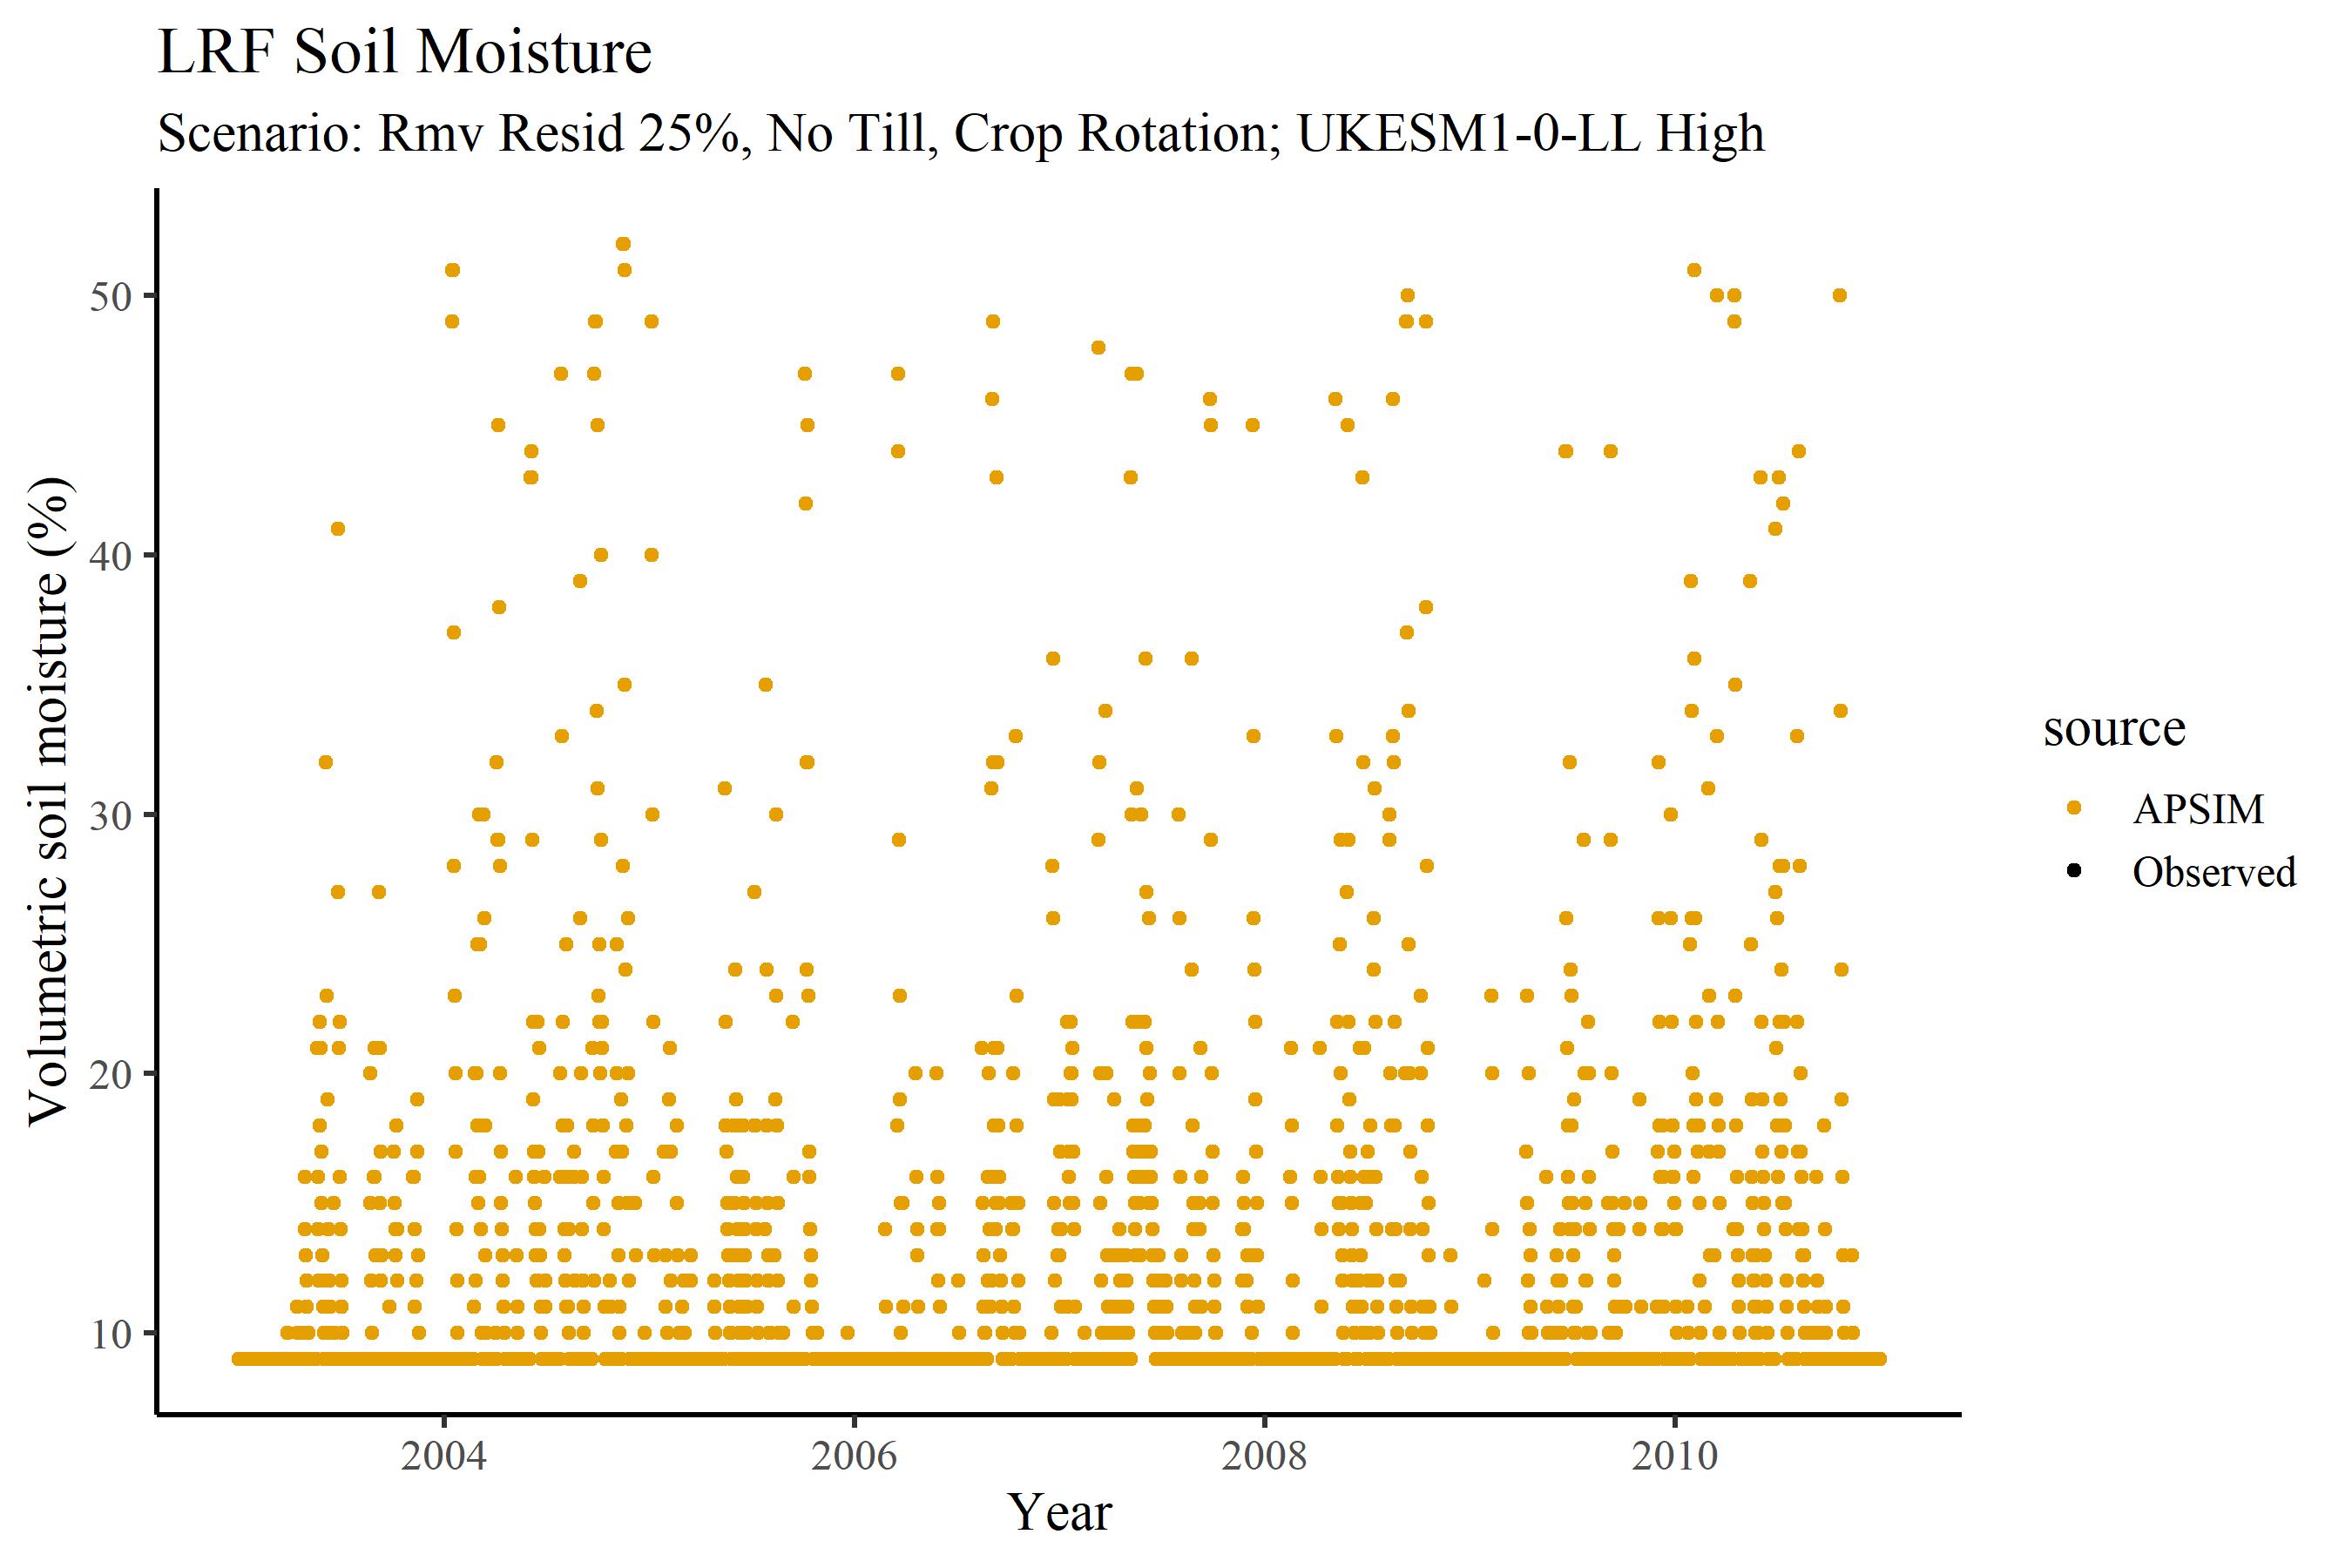 LRF Soil Moisture
Scenario: Rmv Resid 25%, No Till, Crop Rotation; UKESM1-0-LL High
Volumetric soil moisture (%)
50
40
30
20
10
2004 2006 2008 2010
Year
source
APSIM
Observed